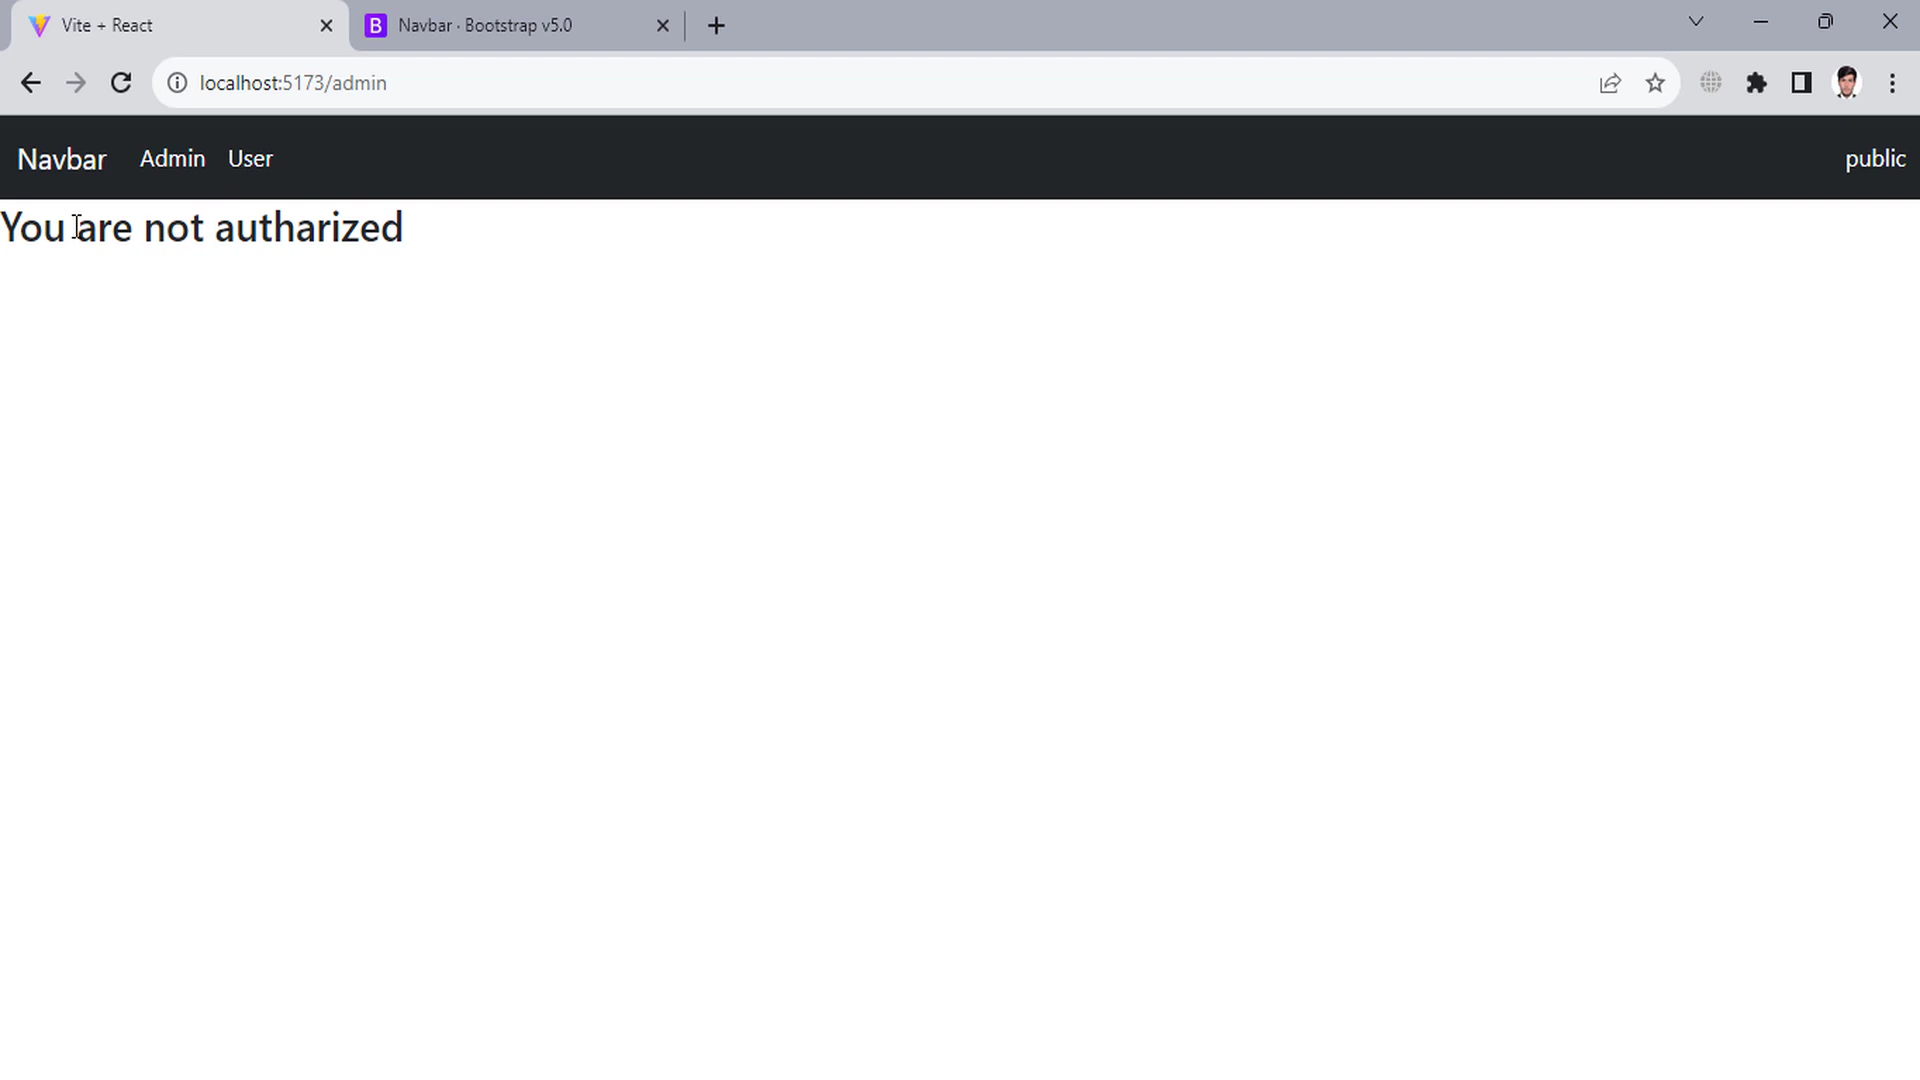 Vite + React
Navbar · Bootstrap v5.0
localhost:5173/admin
Navbar Admin User public
You are not autharized